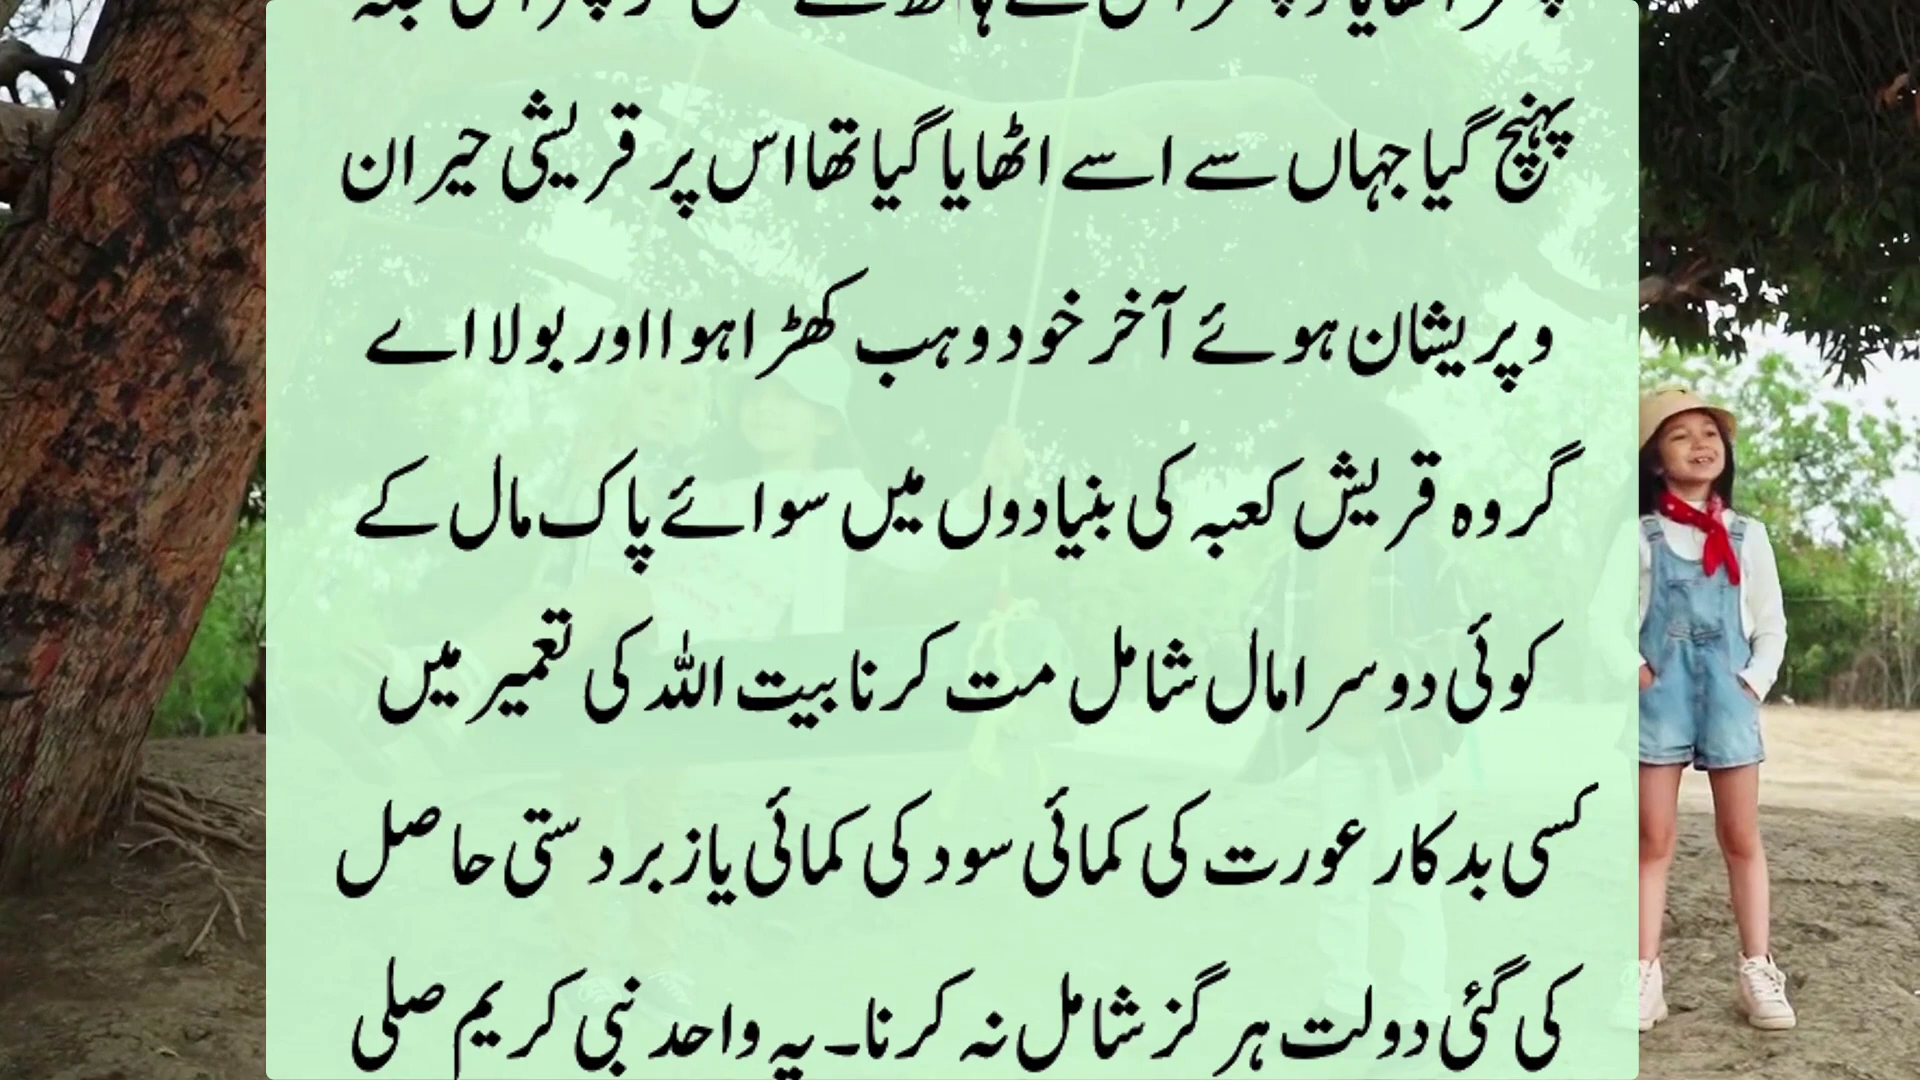 پہنچ گیا جہاں سے اسے اٹھایا گیا تھا اس پر قریشی حیران
و پریشان ہوئے آخر خود وہب کھڑا ہوا اور بولا اے
گروہ قریش کعبہ کی بنیادوں میں سوائے پاک مال کے
کوئی دوسرا مال شامل مت کرنا بیت اللہ کی تعمیر میں
کسی بدکار عورت کی کمائی سود کی کمائی یا زبردستی حاصل
کی گئی دولت ہر گز شامل نہ کرنا۔ یہ واحد نبی کریم صلی